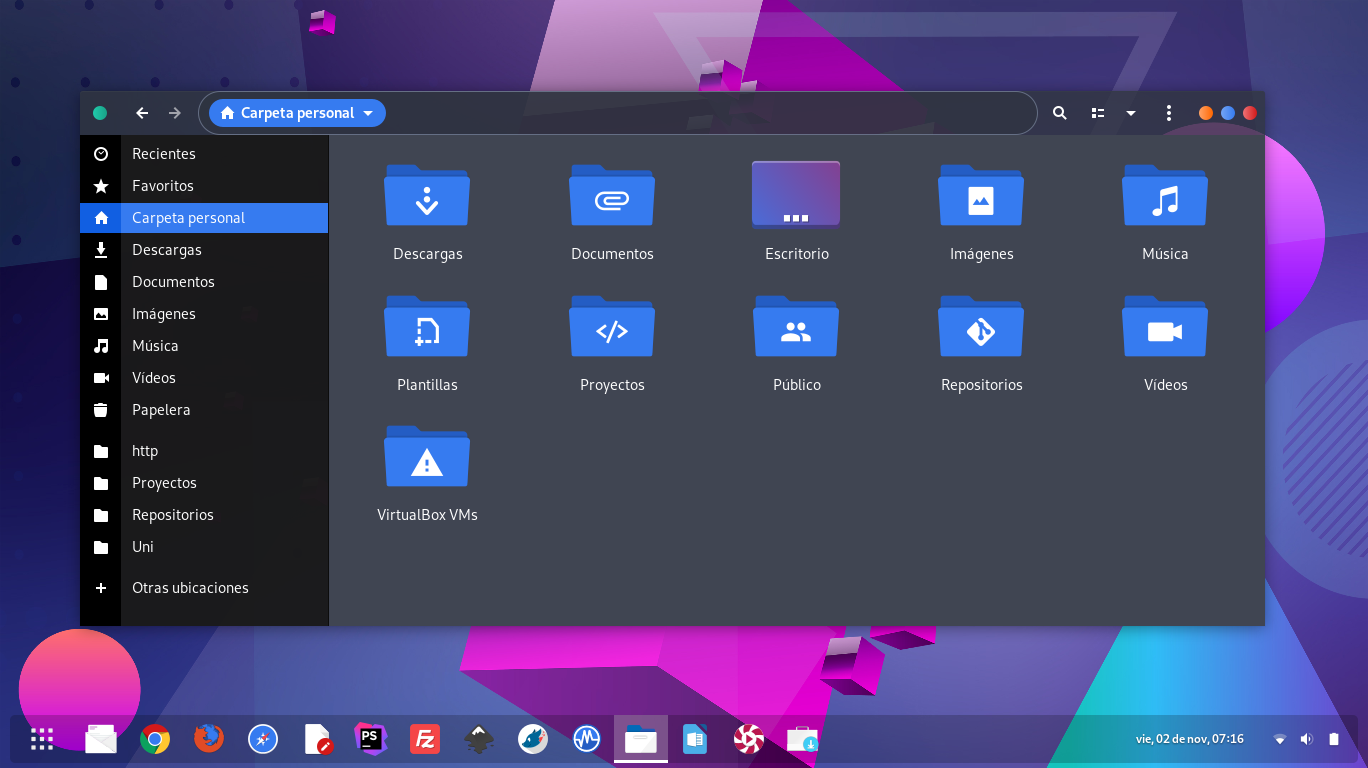 Carpeta personal
Recientes
Favoritos
Carpeta personal
Descargas
Documentos
Imágenes
Música
Vídeos
Papelera
http
Proyectos
Repositorios
Uni
Otras ubicaciones
Descargas
Documentos
Escritorio
Imágenes
Música
Plantillas
Proyectos
Público
Repositorios
Vídeos
VirtualBox VMs
PS
Fz
vie, 02 de nov, 07:16